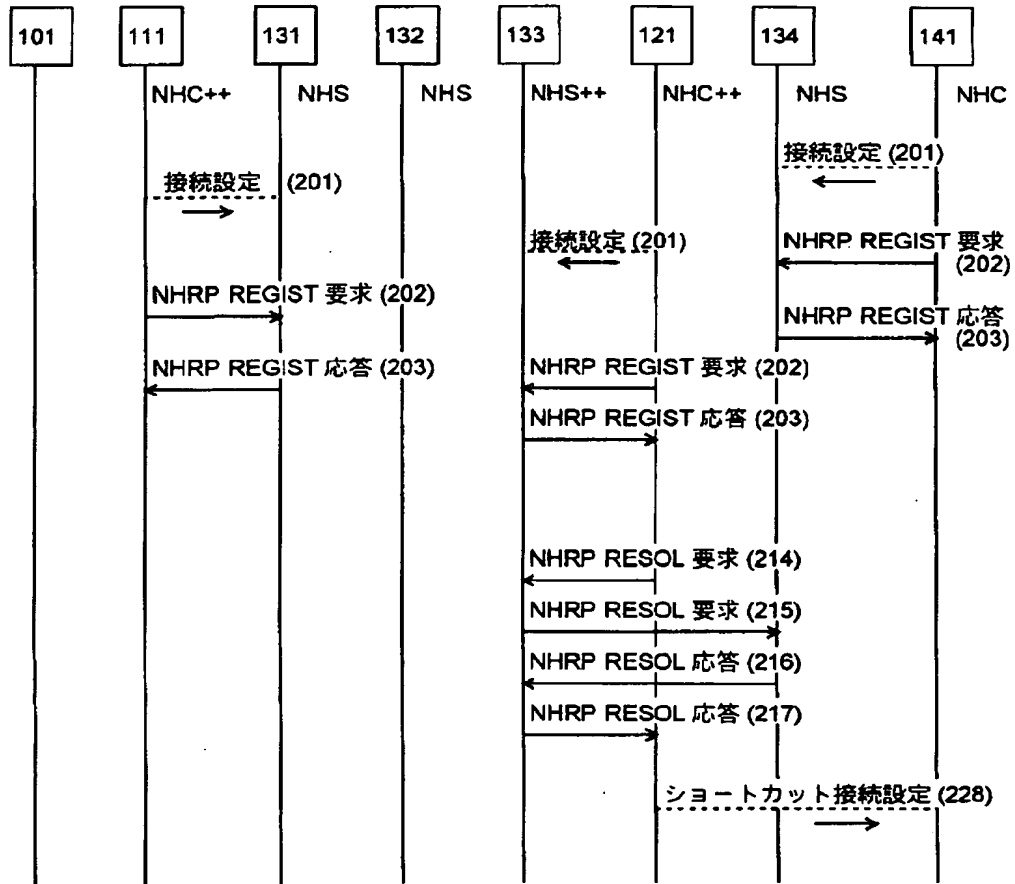 101 111 131 132 133 121 134 141
NHC++ NHS NHS NHS++ NHC++ NHS NHC
接続設定 (201)
接続設定 (201)
接続設定 (201)
NHRP REGIST 要求
(202)
NHRP REGIST 要求 (202)
NHRP REGIST 応答
(203)
NHRP REGIST 応答 (203)
NHRP REGIST 要求 (202)
NHRP REGIST 応答 (203)
NHRP RESOL 要求 (214)
NHRP RESOL 要求 (215)
NHRP RESOL 応答 (216)
NHRP RESOL 応答 (217)
ショートカット接続設定 (228)